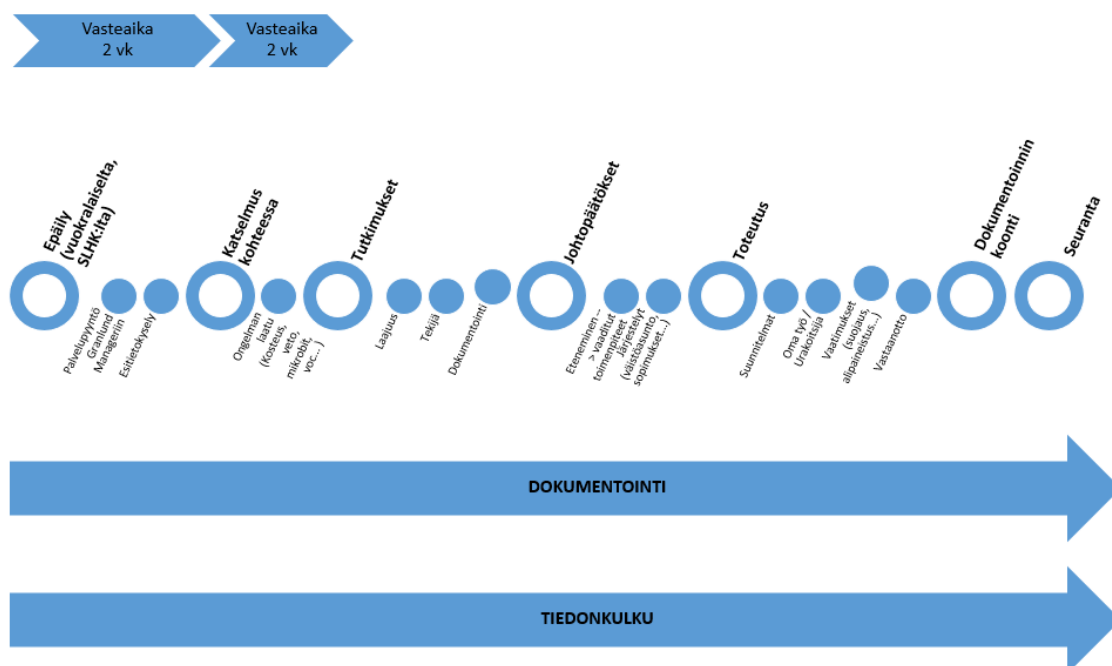 Vasteaika
2 vk
Vasteaika
2 vk
Epäily
(vuokralaiselta,
SLHK:lta)
Palvelupyyntö
Granlund
Manageriin
Esitietokysely
Katselmus
kohteessa
Ongelman
laatu
(Kosteus,
veto,
mikrobit,
voc...)
Tutkimukset
Laajuus
Tekijä
Dokumentointi
Johtopäätökset
Eteneminen --
> vaaditut
toimenpiteet
Järjestelyt
(väistöasunto,
sopimukset...)
Toteutus
Suunnitelmat
Oma työ /
Urakoitsija
Vaatimukset
(suojaus,
alipaineistus...)
Vastaanotto
Dokumentoinnin
koonti
Seuranta
DOKUMENTOINTI
TIEDONKULKU